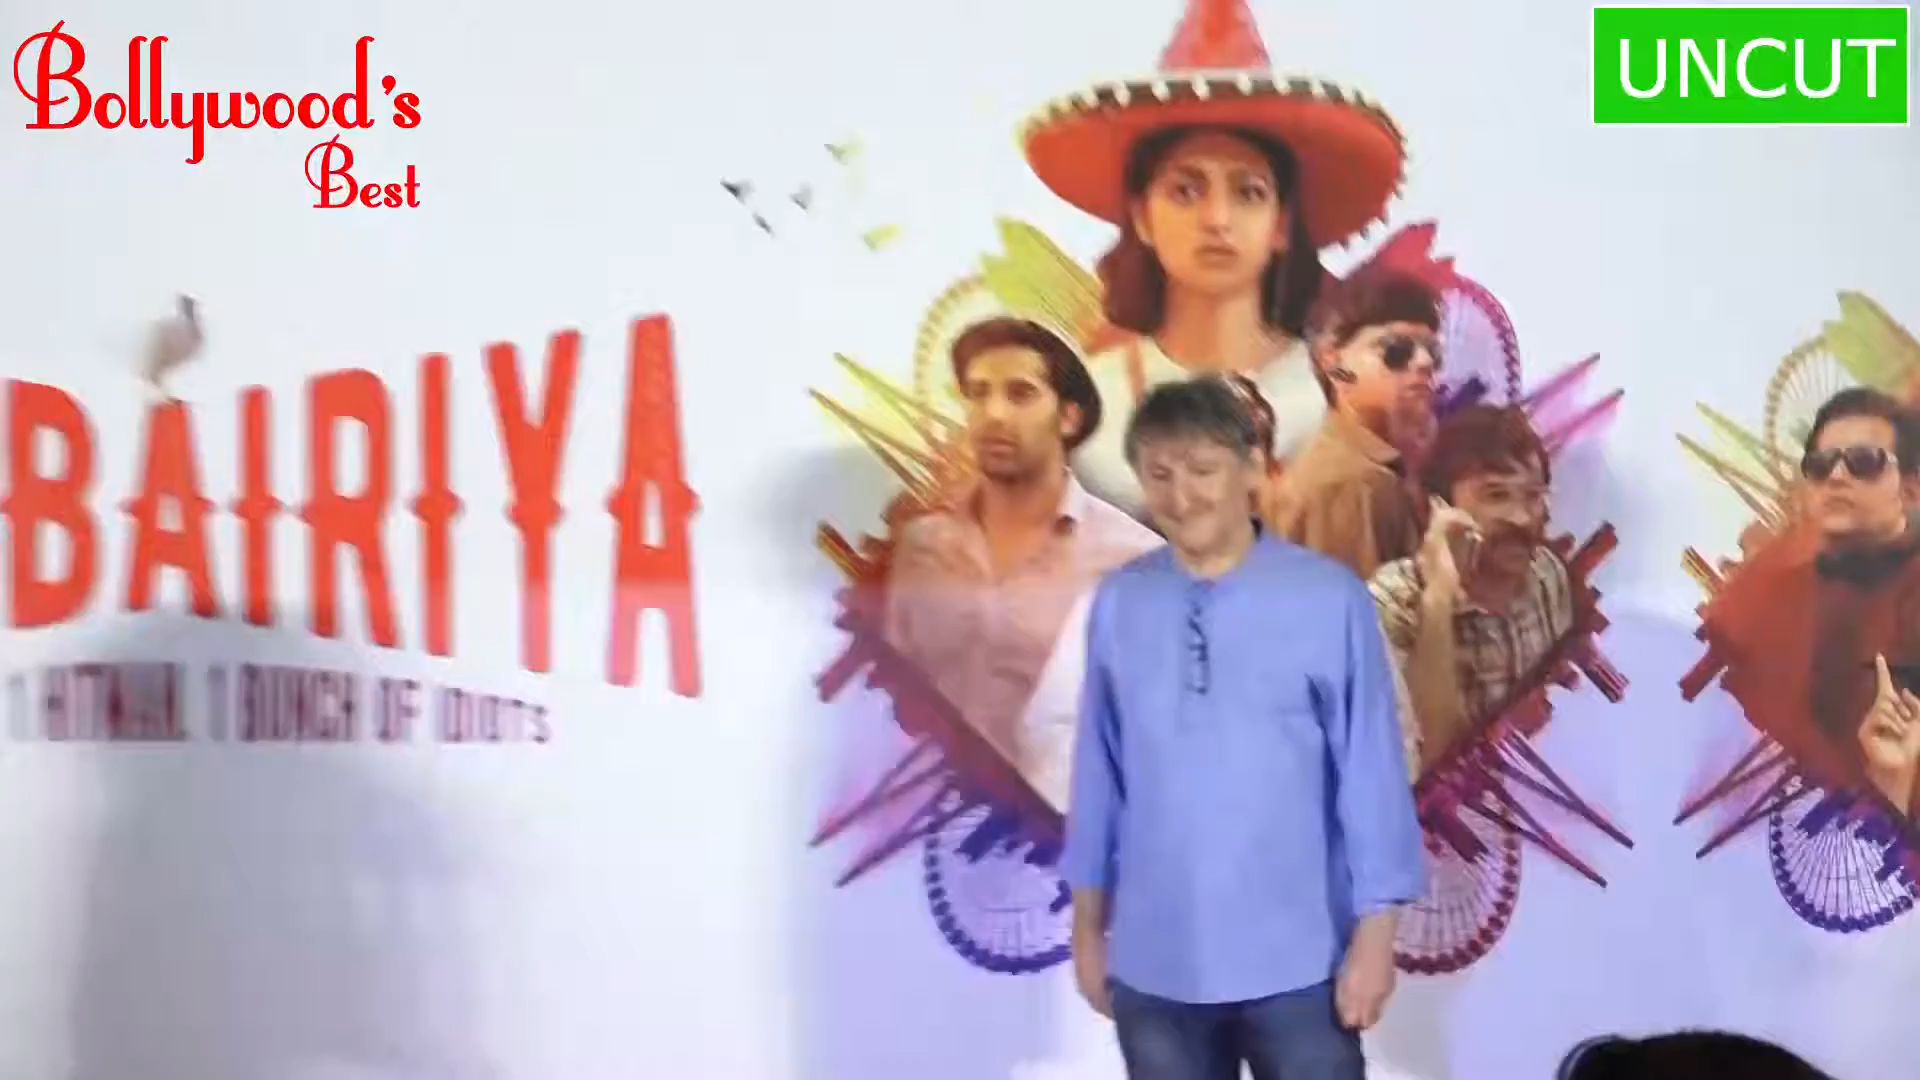 Bollywood's
Best
UNCUT
BAIRIYA
1 HITMAN. 1 BUNCH OF IDIOTS